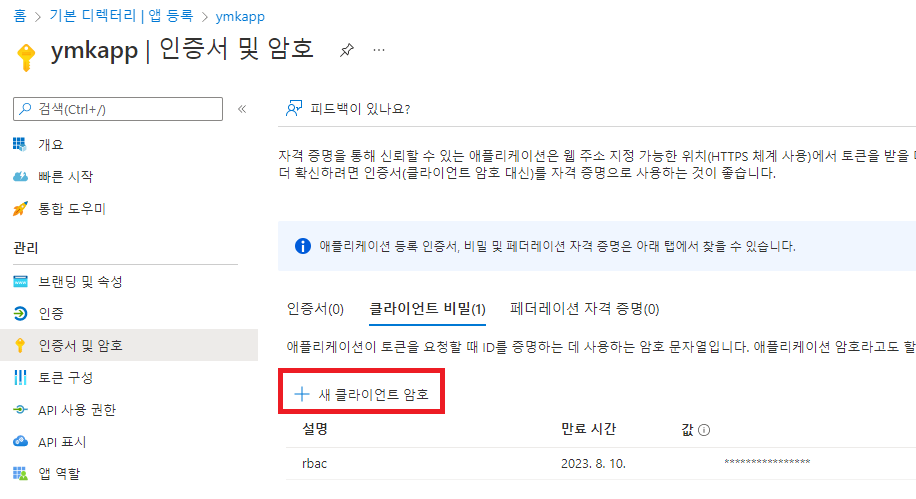 홈 > 기본 디렉터리 | 앱 등록 > ymkapp
ymkapp | 인증서 및 암호
검색(Ctrl+/)
개요
빠른 시작
통합 도우미
관리
브랜딩 및 속성
인증
인증서 및 암호
토큰 구성
API 사용 권한
API 표시
앱 역할
피드백이 있나요?
자격 증명을 통해 신뢰할 수 있는 애플리케이션은 웹 주소 지정 가능한 위치(HTTPS 체계 사용)에서 토큰을 받을
더 확신하려면 인증서(클라이언트 암호 대신)를 자격 증명으로 사용하는 것이 좋습니다.
애플리케이션 등록 인증서, 비밀 및 페더레이션 자격 증명은 아래 탭에서 찾을 수 있습니다.
인증서(0) 클라이언트 비밀(1) 페더레이션 자격 증명(0)
애플리케이션이 토큰을 요청할 때 ID를 증명하는 데 사용하는 암호 문자열입니다. 애플리케이션 암호라고도 할
새 클라이언트 암호
설명 만료 시간 값
rbac 2023. 8. 10. ****************